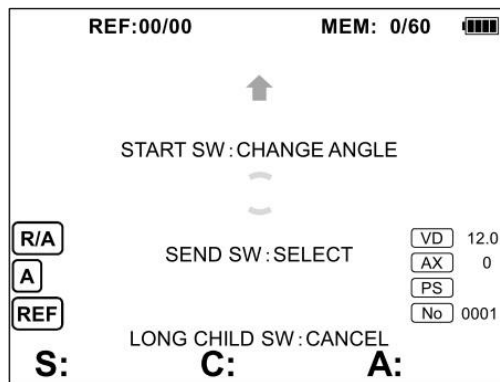 REF:00/00 MEM: 0/60
START SW:CHANGE ANGLE
R/A
SEND SW:SELECT
VD 12.0
A
AX 0
PS
REF
No 0001
LONG CHILD SW:CANCEL
S: C: A: